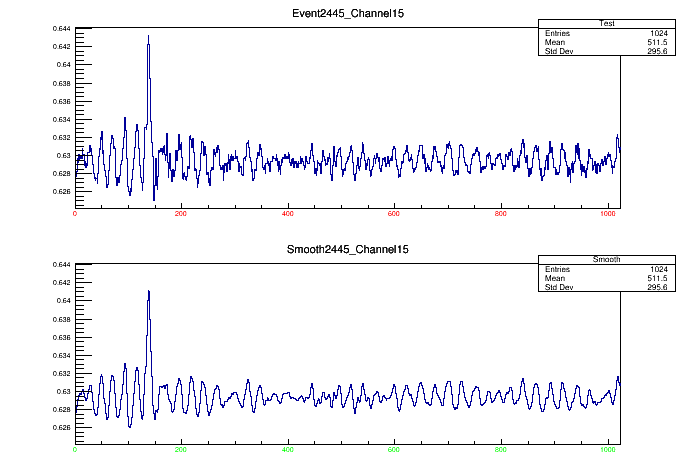 Event2445_Channel15
Test
Entries 1024
Mean 511.5
Std Dev 295.6
0.644
0.642
0.64
0.638
0.636
0.634
0.632
0.63
0.628
0.626
0 200 400 600 800 1000
Smooth2445_Channel15
Smooth
Entries 1024
Mean 511.5
Std Dev 295.6
0.644
0.642
0.64
0.638
0.636
0.634
0.632
0.63
0.628
0.626
0 200 400 600 800 1000